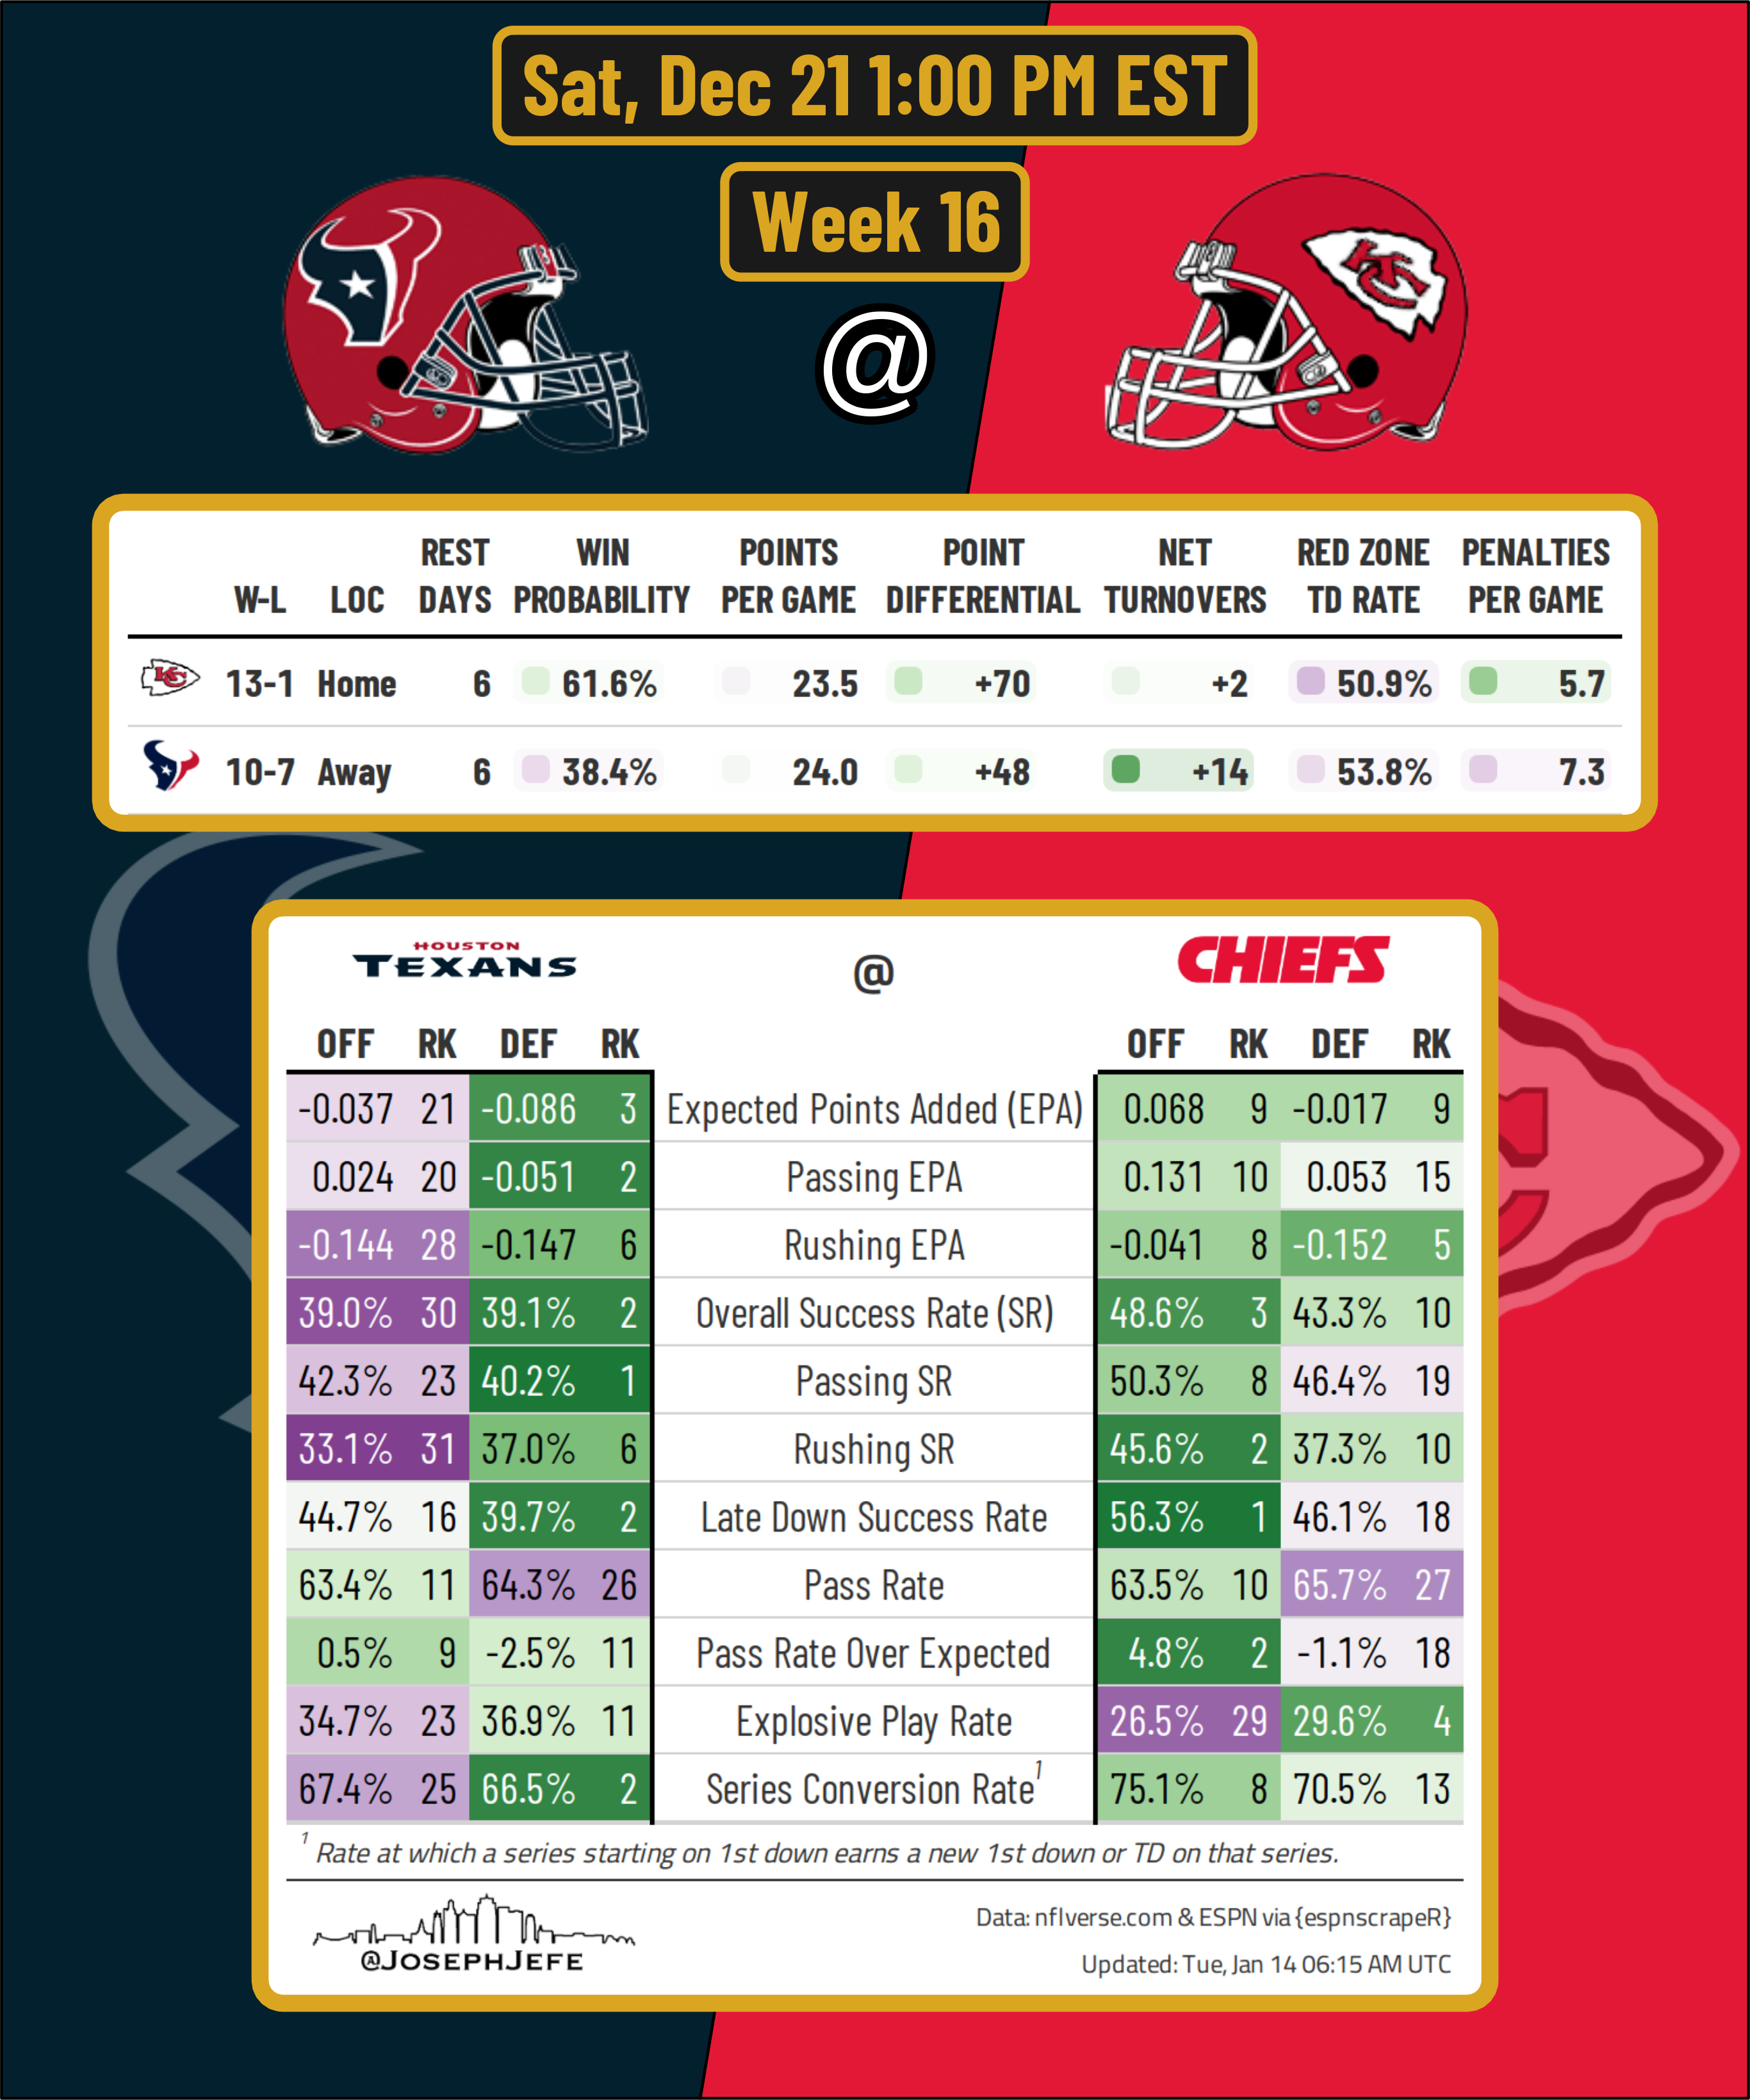 Sat, Dec 21 1:00 PM EST
Week 16
@
REST WIN POINTS POINT NET RED ZONE PENALTIES
W-L LOC DAYS PROBABILITY PER GAME DIFFERENTIAL TURNOVERS TD RATE PER GAME
KC 13-1 Home 6 61.6% 23.5 +70 +2 50.9% 5.7
10-7 Away 6 38.4% 24.0 +48 +14 53.8% 7.3
HOUSTON
TEXANS @ CHIEFS
OFF RK DEF RK OFF RK DEF RK
-0.037 21 -0.086 3 Expected Points Added (EPA) 0.068 9 -0.017 9
0.024 20 -0.051 2 Passing EPA 0.131 10 0.053 15
-0.144 28 -0.147 6 Rushing EPA -0.041 8 -0.152 5
39.0% 30 39.1% 2 Overall Success Rate (SR) 48.6% 3 43.3% 10
42.3% 23 40.2% 1 Passing SR 50.3% 8 46.4% 19
33.1% 31 37.0% 6 Rushing SR 45.6% 2 37.3% 10
44.7% 16 39.7% 2 Late Down Success Rate 56.3% 1 46.1% 18
63.4% 11 64.3% 26 Pass Rate 63.5% 10 65.7% 27
0.5% 9 -2.5% 11 Pass Rate Over Expected 4.8% 2 -1.1% 18
34.7% 23 36.9% 11 Explosive Play Rate 26.5% 29 29.6% 4
67.4% 25 66.5% 2 Series Conversion Rate¹ 75.1% 8 70.5% 13
¹ Rate at which a series starting on 1st down earns a new 1st down or TD on that series.
@JOSEPHJEFE
Data: nflverse.com & ESPN via {espnscrapeR}
Updated: Tue, Jan 14 06:15 AM UTC